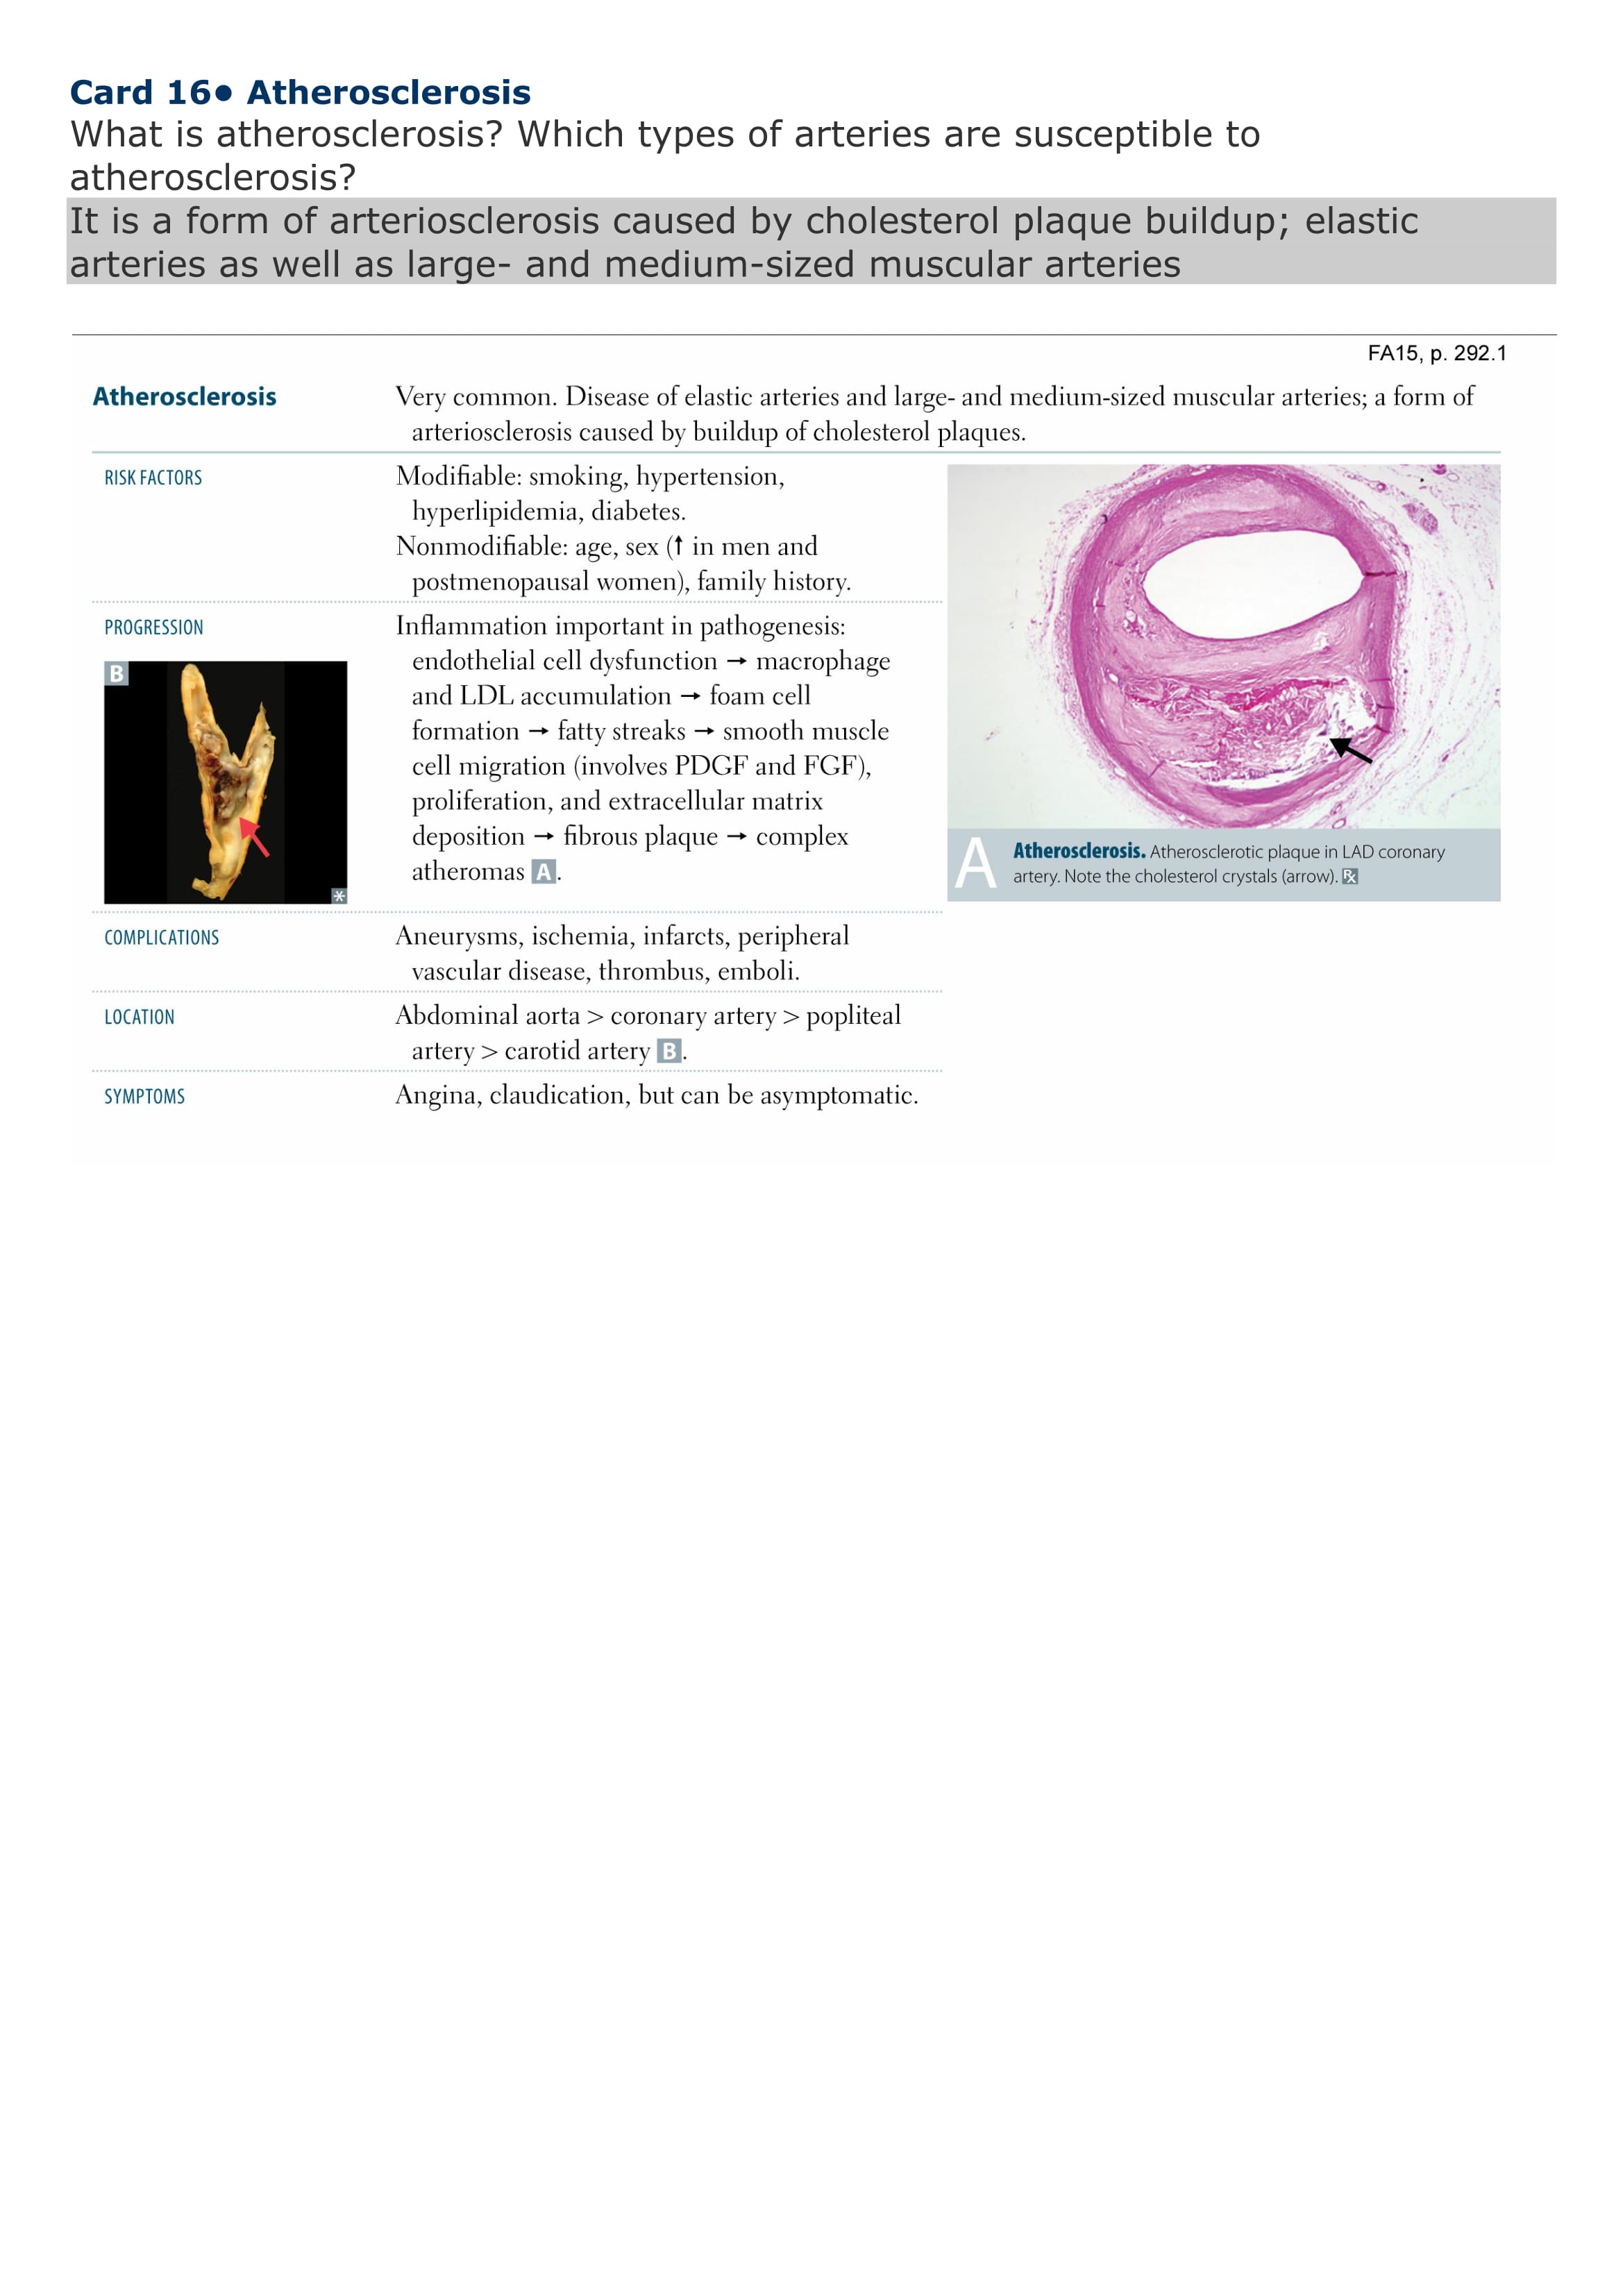 Card 16• Atherosclerosis
What is atherosclerosis? Which types of arteries are susceptible to
atherosclerosis?
It is a form of arteriosclerosis caused by cholesterol plaque buildup; elastic
arteries as well as large- and medium-sized muscular arteries
FA15, p. 292.1
Atherosclerosis
Very common. Disease of elastic arteries and large- and medium-sized muscular arteries; a form of
arteriosclerosis caused by buildup of cholesterol plaques.
RISK FACTORS
Modifiable: smoking, hypertension,
hyperlipidemia, diabetes.
Nonmodifiable: age, sex (↑ in men and
postmenopausal women), family history.
PROGRESSION
Inflammation important in pathogenesis:
endothelial cell dysfunction → macrophage
and LDL accumulation → foam cell
formation → fatty streaks → smooth muscle
cell migration (involves PDGF and FGF),
proliferation, and extracellular matrix
deposition → fibrous plaque → complex
atheromas A.
B
*
A
Atherosclerosis. Atherosclerotic plaque in LAD coronary
artery. Note the cholesterol crystals (arrow). Rx
COMPLICATIONS
Aneurysms, ischemia, infarcts, peripheral
vascular disease, thrombus, emboli.
LOCATION
Abdominal aorta > coronary artery > popliteal
artery > carotid artery B.
SYMPTOMS
Angina, claudication, but can be asymptomatic.